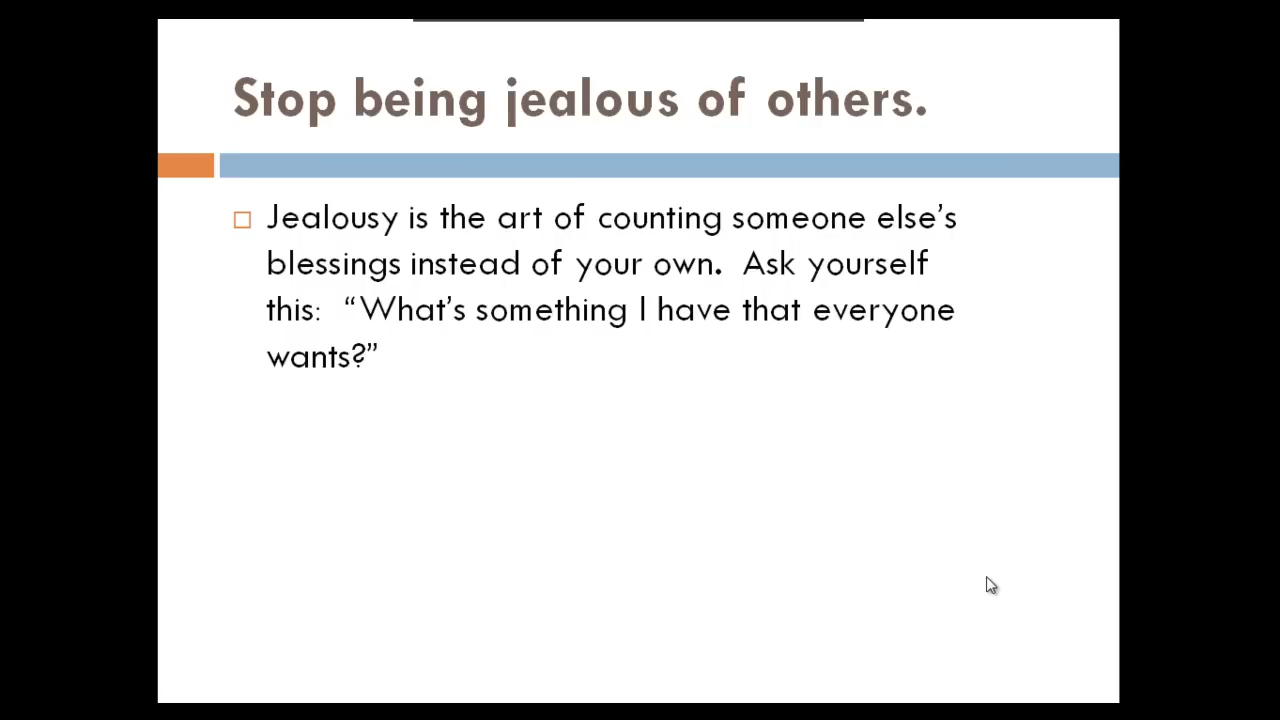 Stop being jealous of others.
Jealousy is the art of counting someone else’s
blessings instead of your own.  Ask yourself
this:  “What’s something I have that everyone
wants?”